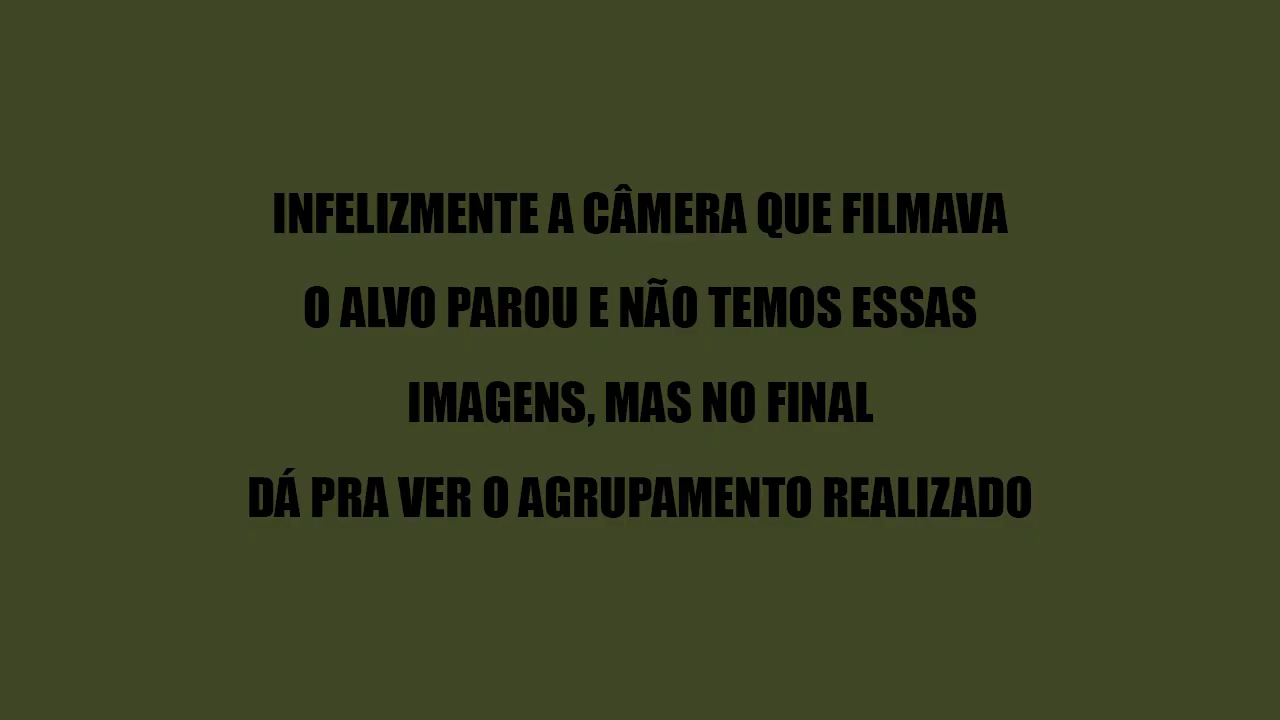 INFELIZMENTE A CÂMERA QUE FILMAVA
O ALVO PAROU E NÃO TEMOS ESSAS
IMAGENS, MAS NO FINAL
DÁ PRA VER O AGRUPAMENTO REALIZADO